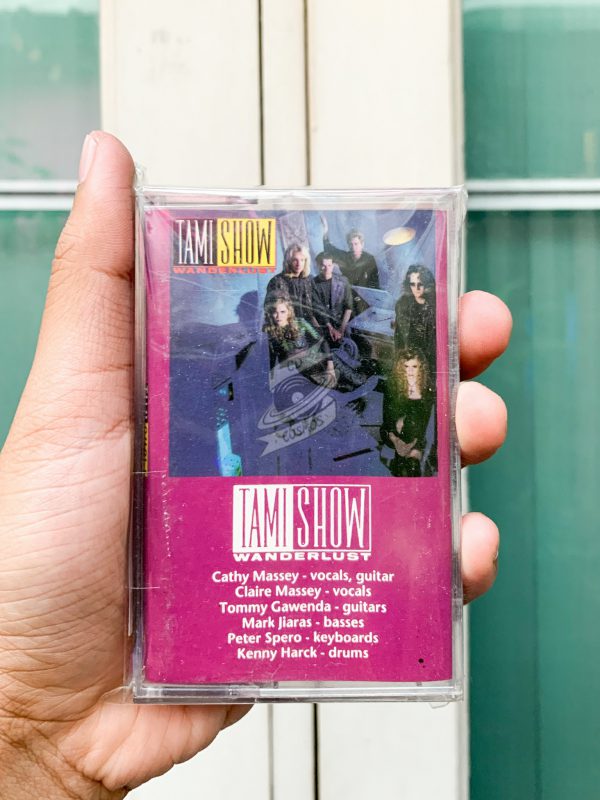 TAMI SHOW
WANDERLUST
TAMI SHOW
WANDERLUST
Cathy Massey - vocals, guitar
Claire Massey - vocals
Tommy Gawenda - guitars
Mark Jiaras - basses
Peter Spero - keyboards
Kenny Harck - drums